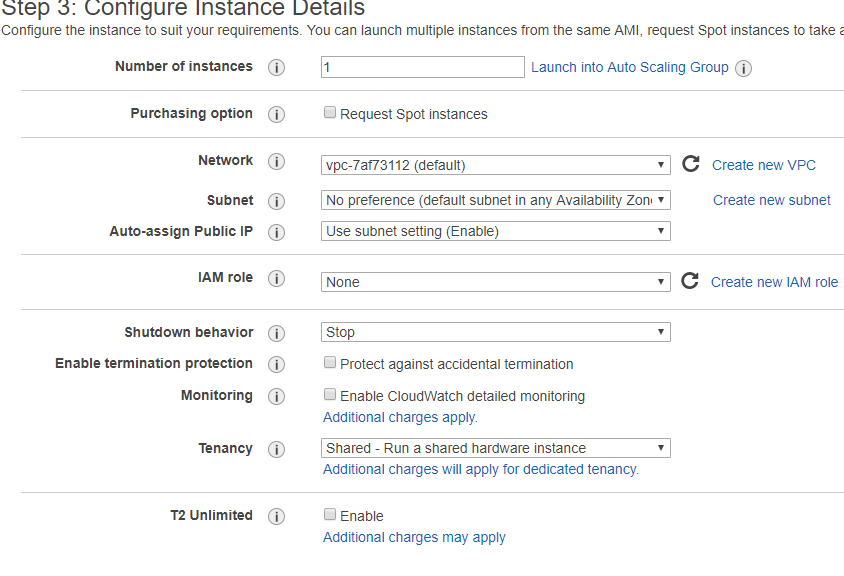 Step 3: Configure Instance Details
Configure the instance to suit your requirements. You can launch multiple instances from the same AMI, request Spot instances to take a
Number of instances i 1 Launch into Auto Scaling Group i
Purchasing option i Request Spot instances
Network i vpc-7af73112 (default) Create new VPC
Subnet i No preference (default subnet in any Availability Zon Create new subnet
Auto-assign Public IP i Use subnet setting (Enable)
IAM role i None Create new IAM role
Shutdown behavior i Stop
Enable termination protection i Protect against accidental termination
Monitoring i Enable CloudWatch detailed monitoring
Additional charges apply.
Tenancy i Shared - Run a shared hardware instance
Additional charges will apply for dedicated tenancy.
T2 Unlimited i Enable
Additional charges may apply